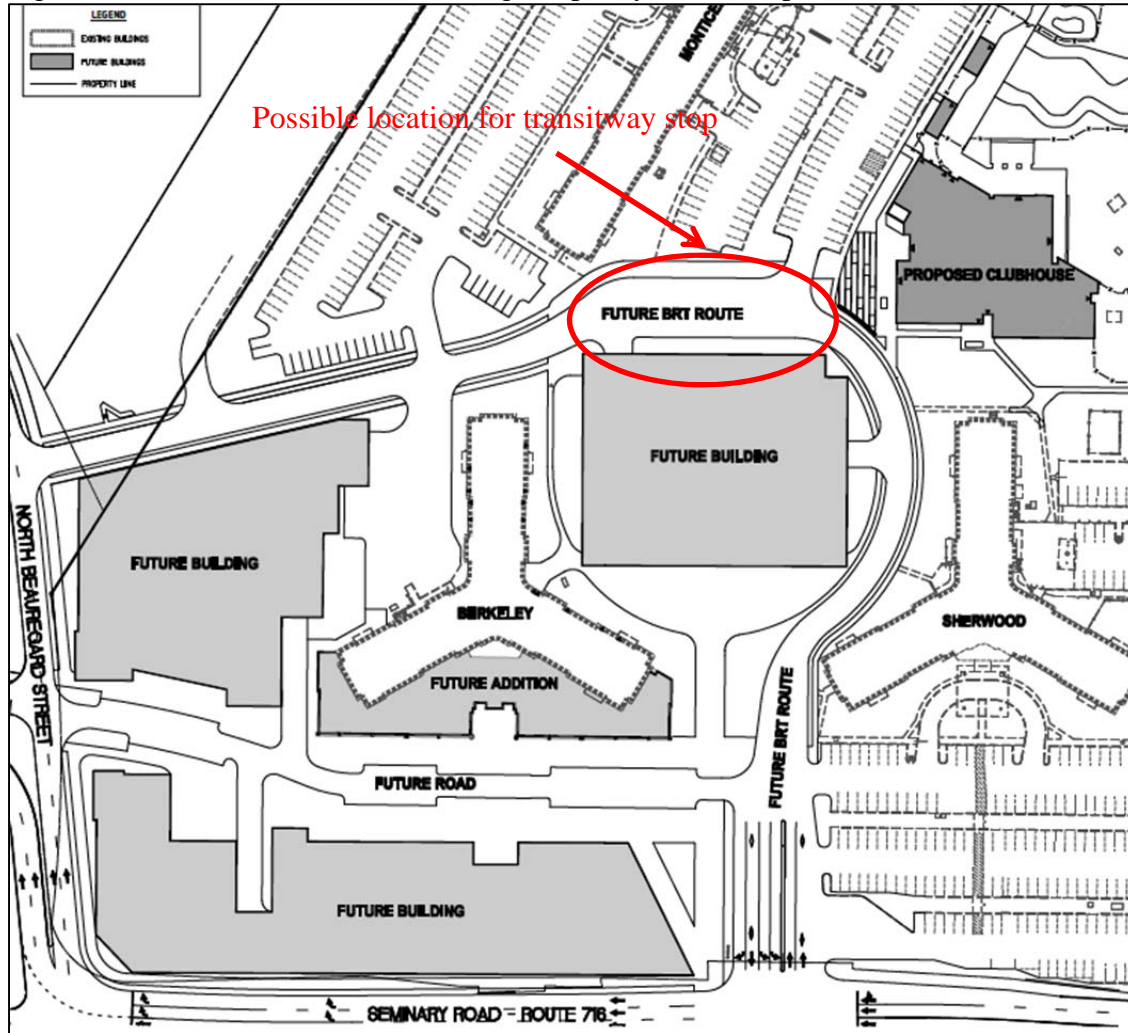 LEGEND
EXISTING BUILDINGS
FUTURE BUILDINGS
PROPERTY LINE
Possible location for transitway stop
PROPOSED CLUBHOUSE
FUTURE BRT ROUTE
FUTURE BUILDING
FUTURE BUILDING
NORTH BEAUREGARD STREET
BERKELEY
SHERWOOD
FUTURE ADDITION
FUTURE BRT ROUTE
FUTURE ROAD
FUTURE BUILDING
SEMINARY ROAD - ROUTE 716